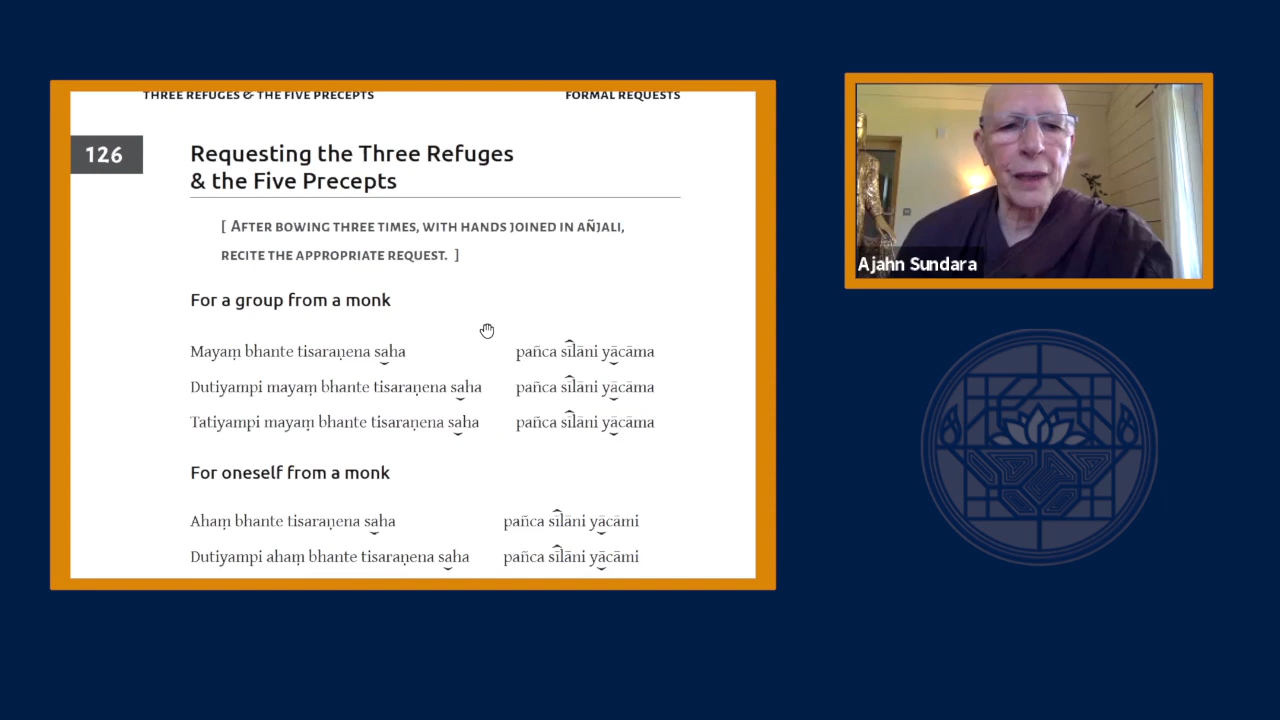 THREE REFUGES & THE FIVE PRECEPTS
FORMAL REQUESTS
126
Requesting the Three Refuges
& the Five Precepts
[ AFTER BOWING THREE TIMES, WITH HANDS JOINED IN AÑJALI,
RECITE THE APPROPRIATE REQUEST. ]
For a group from a monk
Mayaṃ bhante tisaraṇena saha pañca sīlāni yācāma
Dutiyampi mayaṃ bhante tisaraṇena saha pañca sīlāni yācāma
Tatiyampi mayaṃ bhante tisaraṇena saha pañca sīlāni yācāma
For oneself from a monk
Ahaṃ bhante tisaraṇena saha pañca sīlāni yācāmi
Dutiyampi ahaṃ bhante tisaraṇena saha pañca sīlāni yācāmi
Ajahn Sundara